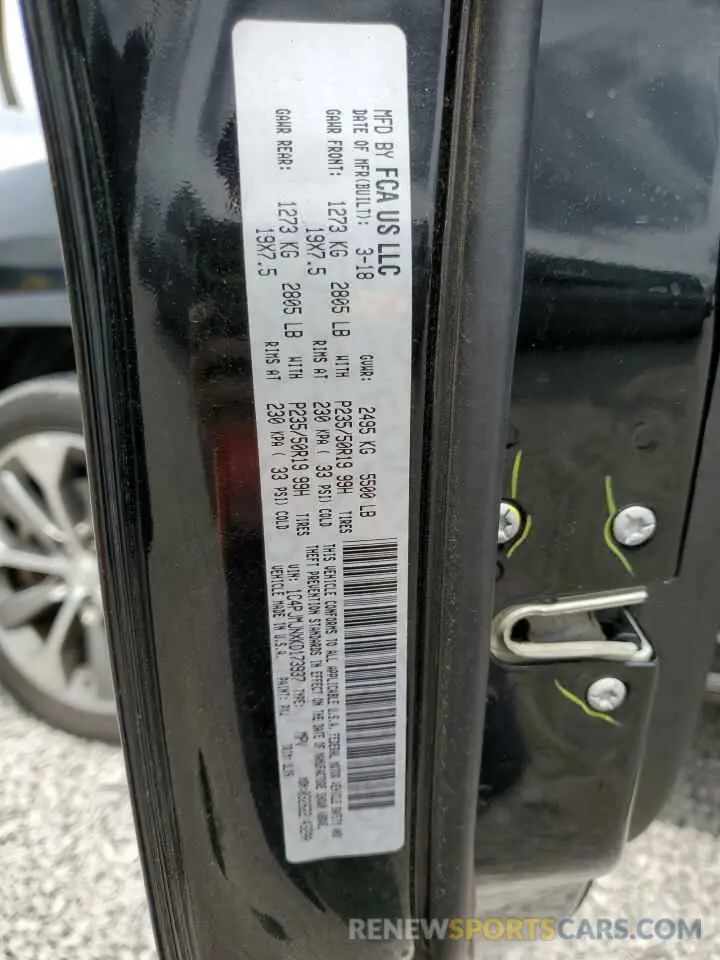 MFD BY FCA US LLC
DATE OF MFR(BUILT): 3-18 GVWR: 2495 KG 5500 LB
GAWR FRONT: 1273 KG 2805 LB WITH P235/50R19 99H TIRES
19X7.5 RIMS AT 230 KPA ( 33 PSI) COLD
GAWR REAR: 1273 KG 2805 LB WITH P235/50R19 99H TIRES
19X7.5 RIMS AT 230 KPA ( 33 PSI) COLD
THIS VEHICLE CONFORMS TO ALL APPLICABLE U.S.A. FEDERAL MOTOR VEHICLE SAFETY AND
THEFT PREVENTION STANDARDS IN EFFECT ON THE DATE OF MANUFACTURE SHOWN ABOVE.
VIN: 1C4PJMJNXKD173937 TYPE: MPV
VEHICLE MADE IN U.S.A. PAINT: PXJ
RENEWSPORTSCARS.COM